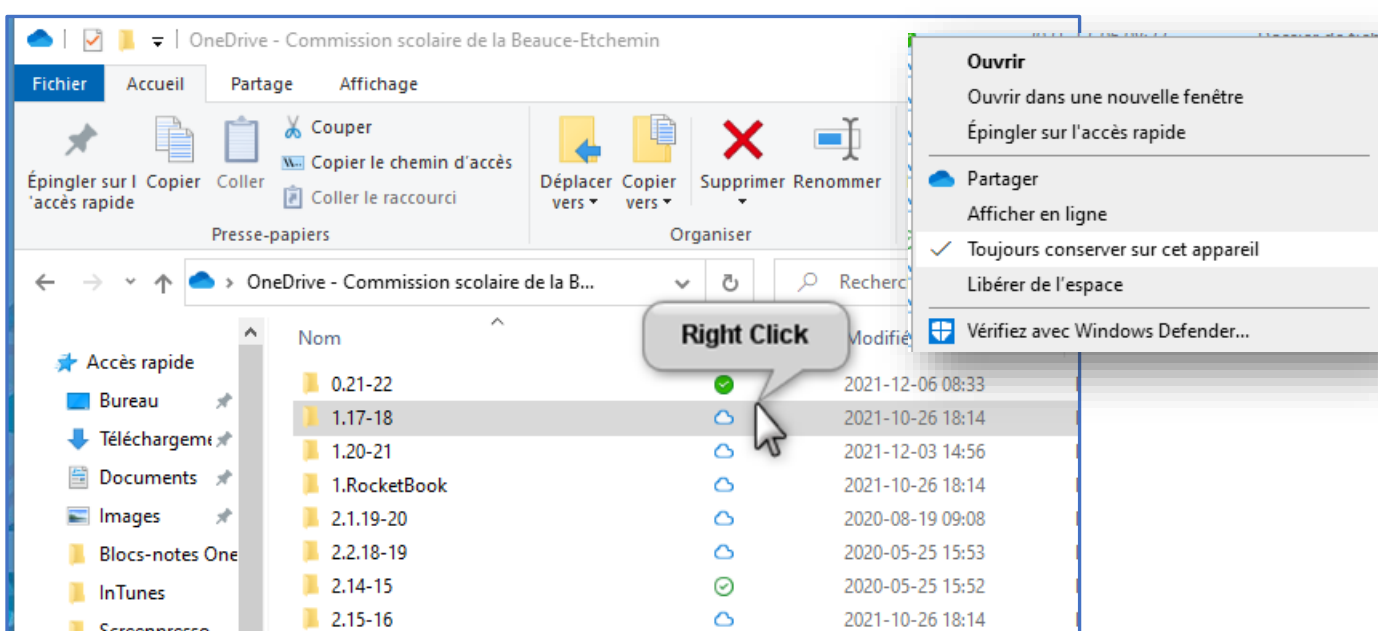 OneDrive - Commission scolaire de la Beauce-Etchemin
Fichier Accueil Partage Affichage
Épingler sur l
'accès rapide
Copier
Coller
Couper
Copier le chemin d'accès
Coller le raccourci
Presse-papiers
Déplacer
vers
Copier
vers
Supprimer
Renommer
Organiser
OneDrive - Commission scolaire de la B...
Recherc
Nom
Modifié
Accès rapide
Bureau
Téléchargeme
Documents
Images
Blocs-notes One
InTunes
Screenpresso
0.21-22 2021-12-06 08:33
1.17-18 2021-10-26 18:14
1.20-21 2021-12-03 14:56
1.RocketBook 2021-10-26 18:14
2.1.19-20 2020-08-19 09:08
2.2.18-19 2020-05-25 15:53
2.14-15 2020-05-25 15:52
2.15-16 2021-10-26 18:14
Right Click
Ouvrir
Ouvrir dans une nouvelle fenêtre
Épingler sur l'accès rapide
Partager
Afficher en ligne
Toujours conserver sur cet appareil
Libérer de l'espace
Vérifiez avec Windows Defender...